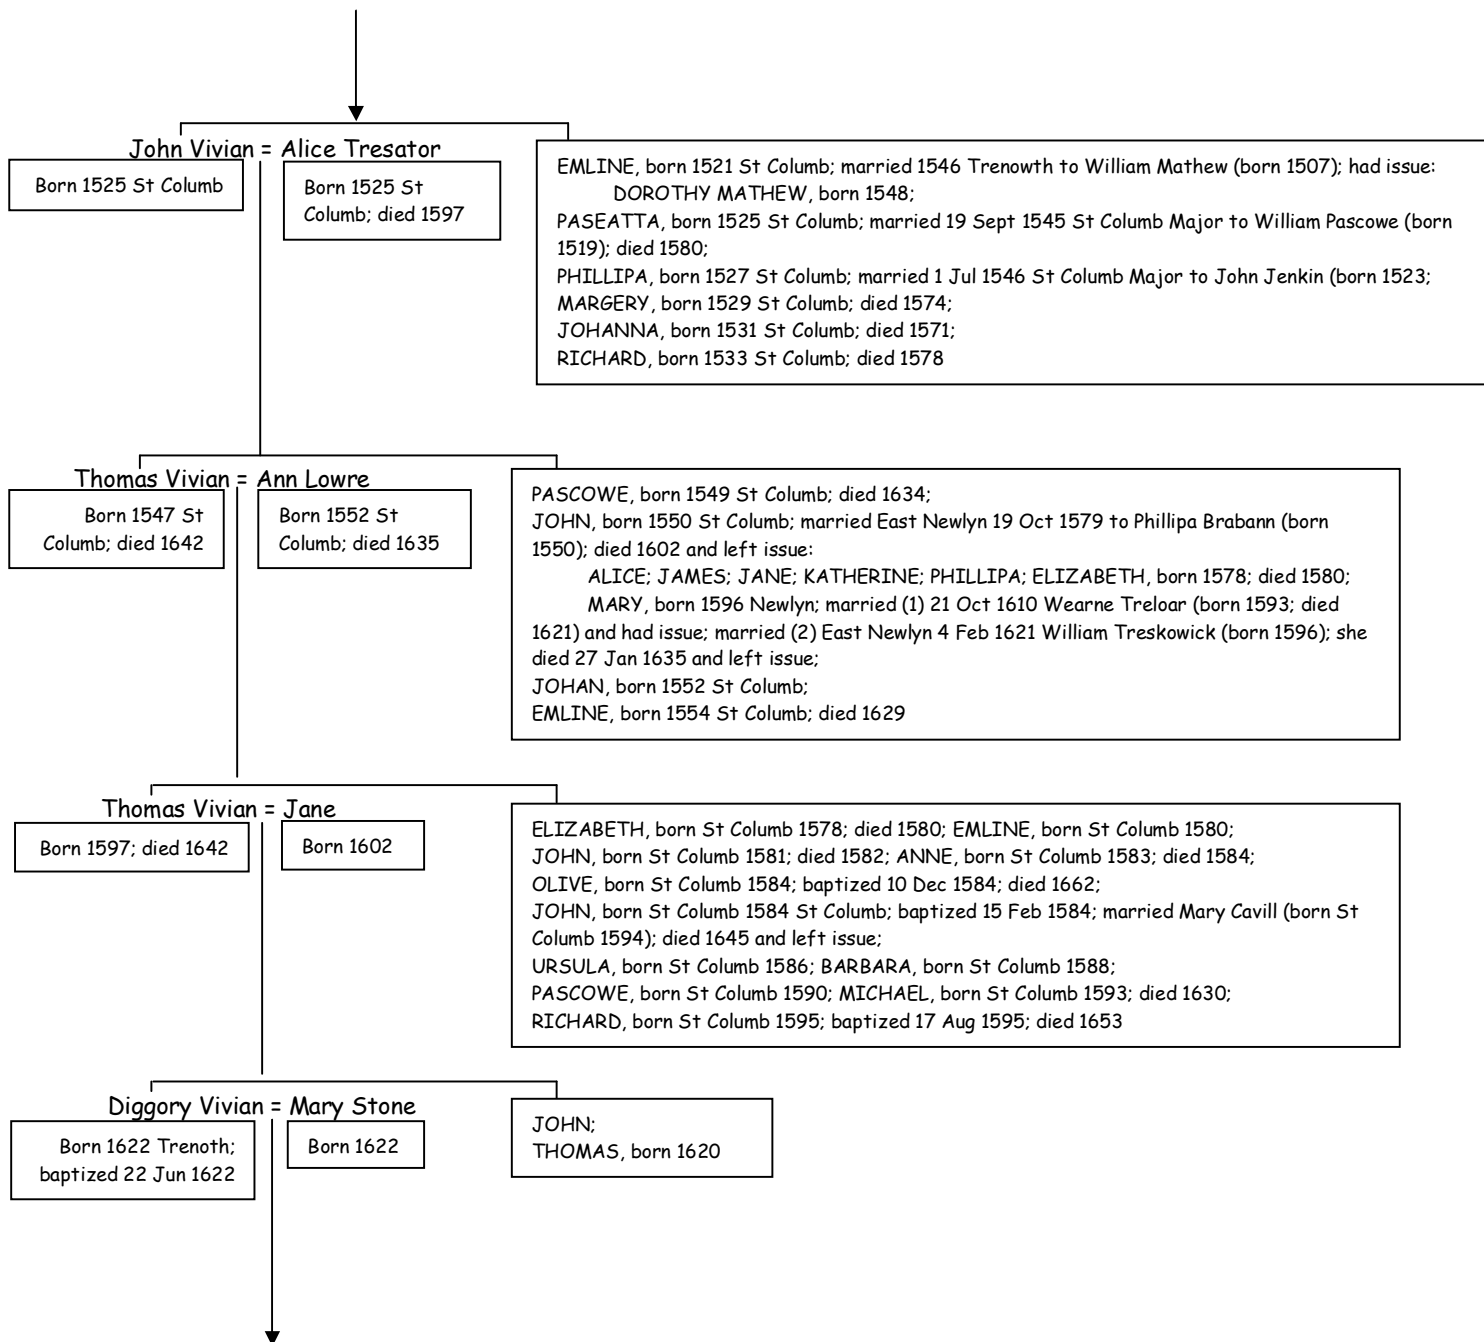 John Vivian = Alice Tresator
Born 1525 St Columb
Born 1525 St
Columb; died 1597
EMLINE, born 1521 St Columb; married 1546 Trenowth to William Mathew (born 1507); had issue:
DOROTHY MATHEW, born 1548;
PASEATTA, born 1525 St Columb; married 19 Sept 1545 St Columb Major to William Pascowe (born
1519); died 1580;
PHILLIPA, born 1527 St Columb; married 1 Jul 1546 St Columb Major to John Jenkin (born 1523;
MARGERY, born 1529 St Columb; died 1574;
JOHANNA, born 1531 St Columb; died 1571;
RICHARD, born 1533 St Columb; died 1578
Thomas Vivian = Ann Lowre
Born 1547 St
Columb; died 1642
Born 1552 St
Columb; died 1635
PASCOWE, born 1549 St Columb; died 1634;
JOHN, born 1550 St Columb; married East Newlyn 19 Oct 1579 to Phillipa Brabann (born
1550); died 1602 and left issue:
ALICE; JAMES; JANE; KATHERINE; PHILLIPA; ELIZABETH, born 1578; died 1580;
MARY, born 1596 Newlyn; married (1) 21 Oct 1610 Wearne Treloar (born 1593; died
1621) and had issue; married (2) East Newlyn 4 Feb 1621 William Treskowick (born 1596); she
died 27 Jan 1635 and left issue;
JOHAN, born 1552 St Columb;
EMLINE, born 1554 St Columb; died 1629
Thomas Vivian = Jane
Born 1597; died 1642
Born 1602
ELIZABETH, born St Columb 1578; died 1580; EMLINE, born St Columb 1580;
JOHN, born St Columb 1581; died 1582; ANNE, born St Columb 1583; died 1584;
OLIVE, born St Columb 1584; baptized 10 Dec 1584; died 1662;
JOHN, born St Columb 1584 St Columb; baptized 15 Feb 1584; married Mary Cavill (born St
Columb 1594); died 1645 and left issue;
URSULA, born St Columb 1586; BARBARA, born St Columb 1588;
PASCOWE, born St Columb 1590; MICHAEL, born St Columb 1593; died 1630;
RICHARD, born St Columb 1595; baptized 17 Aug 1595; died 1653
Diggory Vivian = Mary Stone
Born 1622 Trenoth;
baptized 22 Jun 1622
Born 1622
JOHN;
THOMAS, born 1620